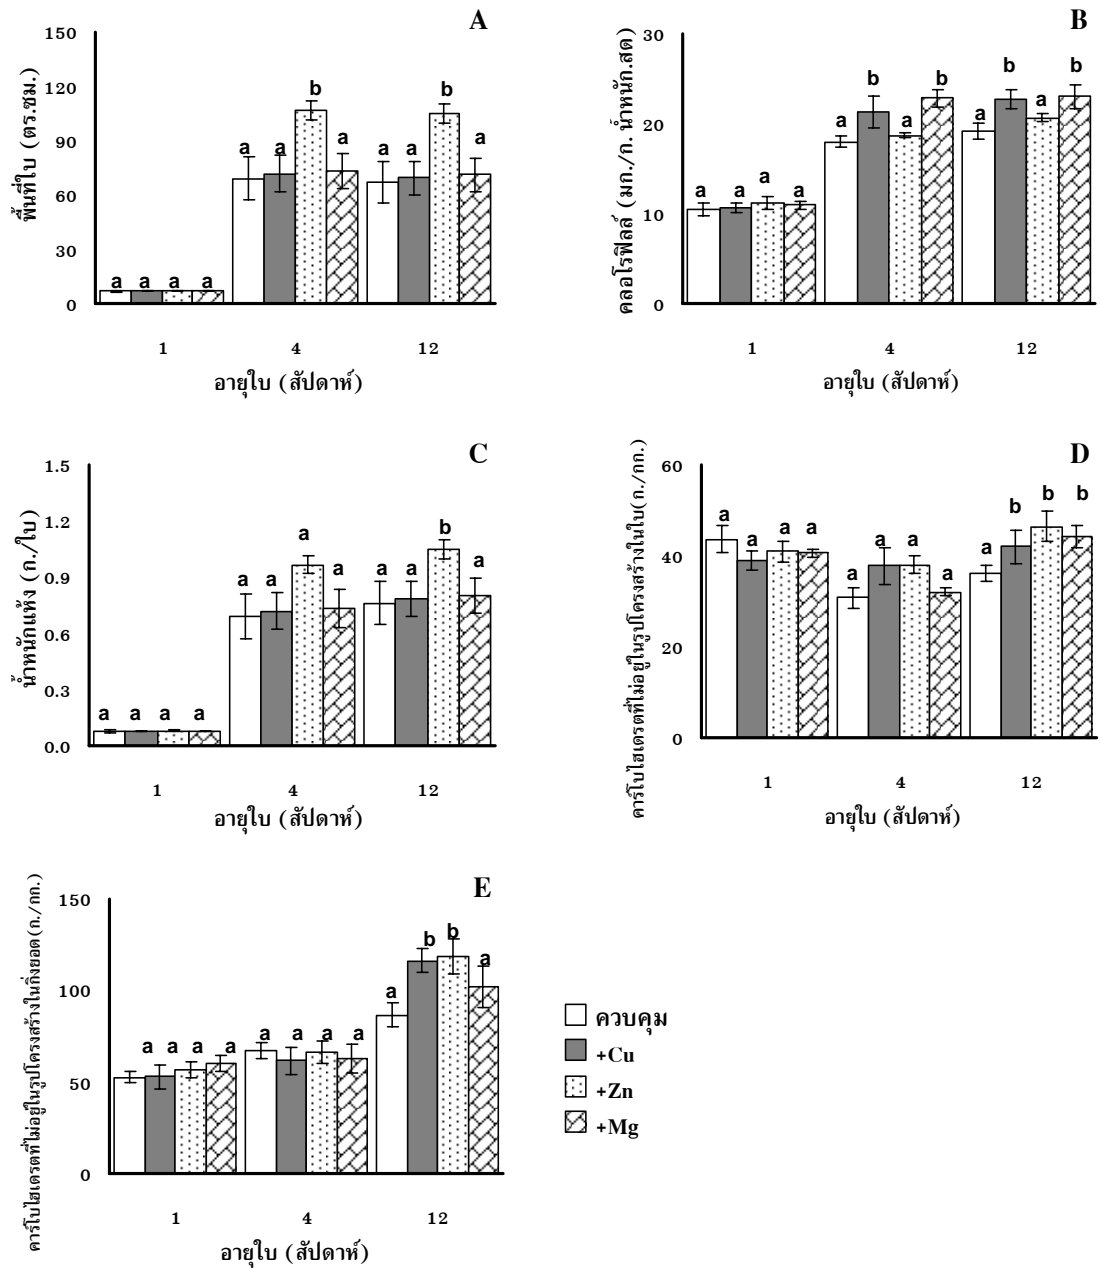 A
พื้นที่ใบ (ตร.ซม.)
150
120
90
60
30
0
a a a a
a a b a
a a b a
1 4 12
อายุใบ (สัปดาห์)
B
คลอโรฟิลล์ (มก./ก. น้ำหนัก.สด)
30
20
10
0
a a a a
a b a b
a b a b
1 4 12
อายุใบ (สัปดาห์)
C
น้ำหนักแห้ง (ก./ใบ)
1.5
1.2
0.9
0.6
0.3
0.0
a a a a
a a a a
a a b a
1 4 12
อายุใบ (สัปดาห์)
D
คาร์โบไฮเดรตที่ไม่อยู่ในรูปโครงสร้างในใบ(ก./กก.)
60
40
20
0
a a a a
a a a a
a b b b
1 4 12
อายุใบ (สัปดาห์)
E
คาร์โบไฮเดรตที่ไม่อยู่ในรูปโครงสร้างในกิ่งยอด(ก./กก.)
150
100
50
0
a a a a
a a a a
a b b a
1 4 12
อายุใบ (สัปดาห์)
ควบคุม
+Cu
+Zn
+Mg